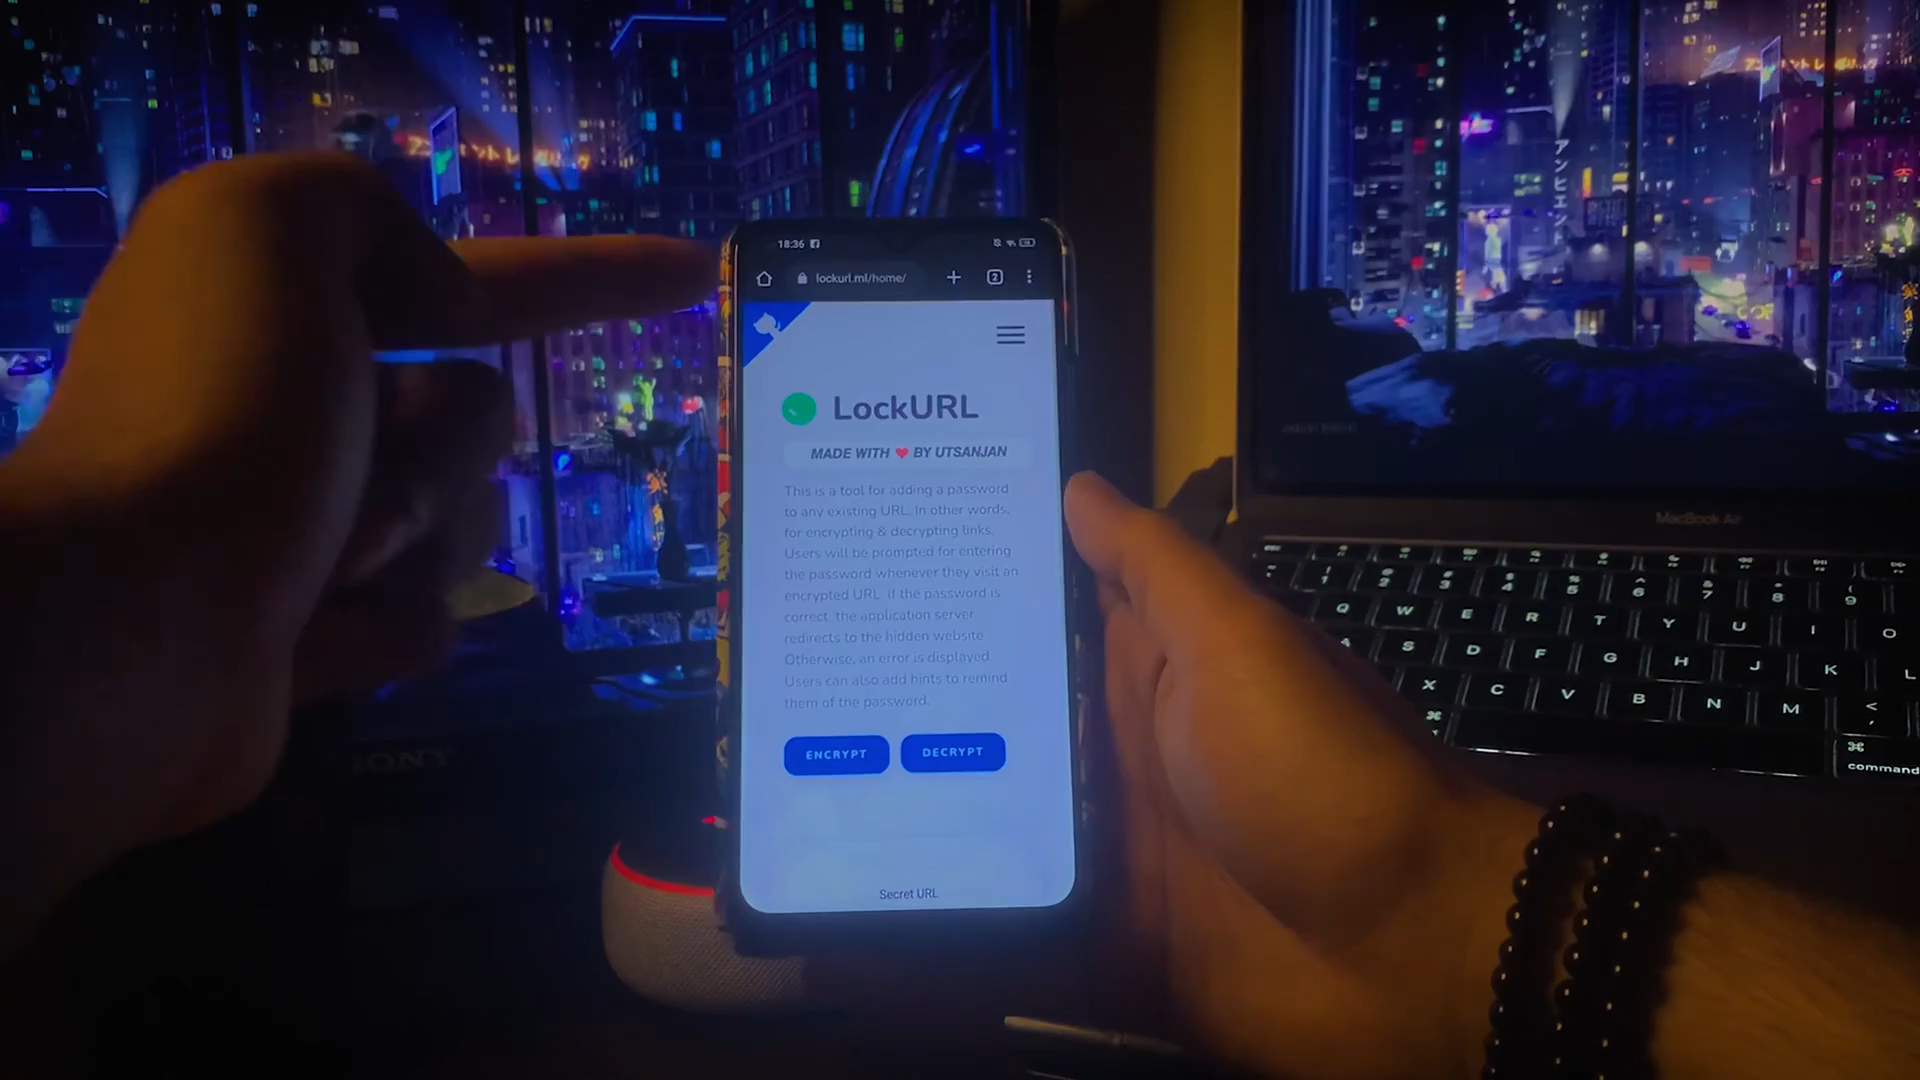 18:36
lockurl.ml/home/
2
LockURL
MADE WITH ❤ BY UTSANJAN
This is a tool for adding a password
to any existing URL. In other words,
for encrypting & decrypting links.
Users will be prompted for entering
the password whenever they visit an
encrypted URL. If the password is
correct, the application server
redirects to the hidden website.
Otherwise, an error is displayed.
Users can also add hints to remind
them of the password.
ENCRYPT DECRYPT
Secret URL
SONY
MacBook Air
Q W E R T Y U I O
A S D F G H J K L
X C V B N M <
command